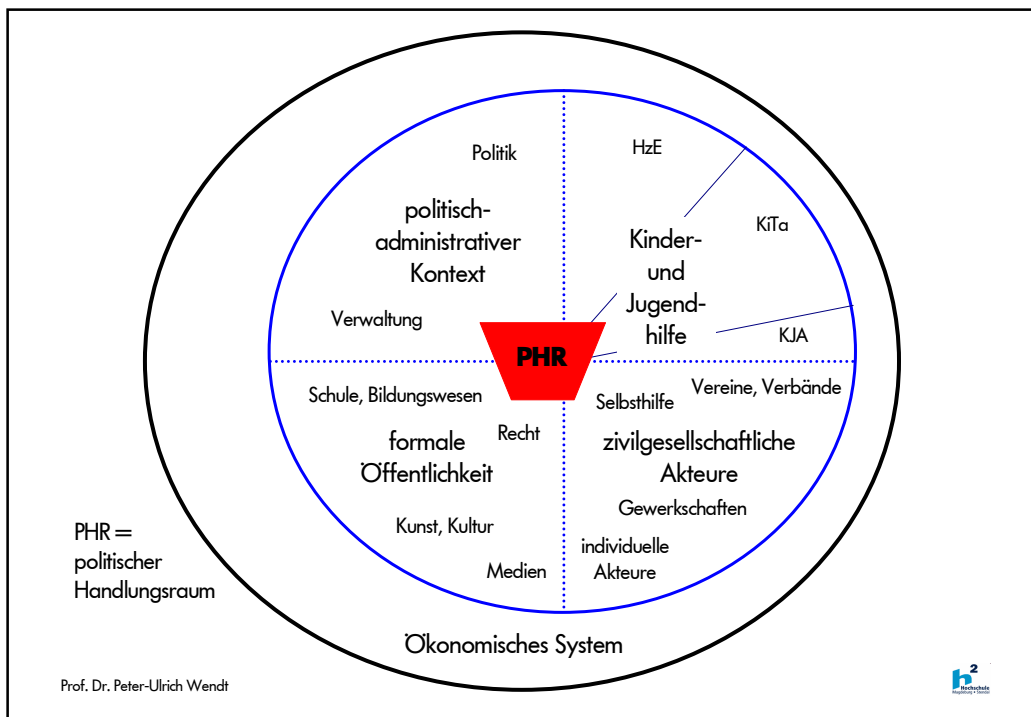 Politik
HzE
politisch-
administrativer
Kontext
KiTa
Kinder-
und
Jugend-
hilfe
Verwaltung
KJA
PHR
Schule, Bildungswesen
Selbsthilfe
Vereine, Verbände
Recht
formale
Öffentlichkeit
zivilgesellschaftliche
Akteure
Gewerkschaften
Kunst, Kultur
individuelle
Akteure
Medien
PHR =
politischer
Handlungsraum
Ökonomisches System
Prof. Dr. Peter-Ulrich Wendt
h2
Hochschule
Magdeburg • Stendal